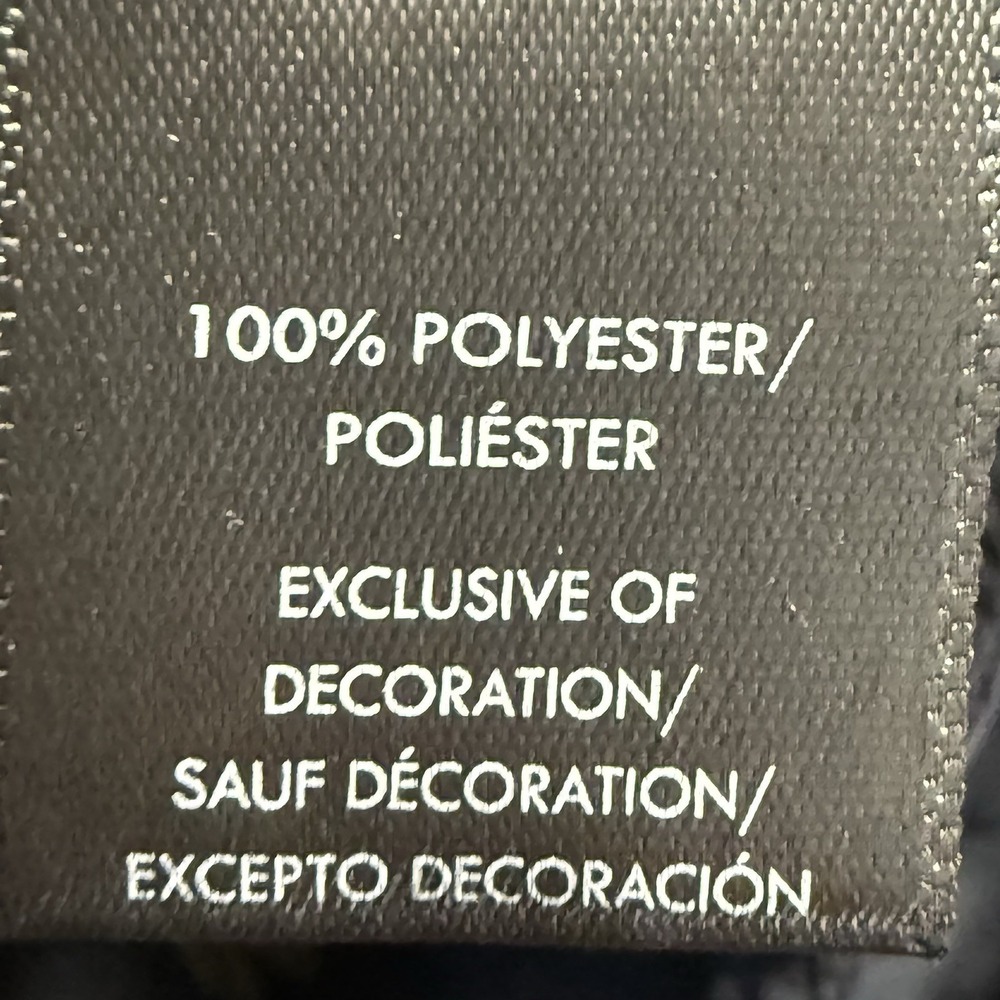 100% POLYESTER/
POLIÉSTER
EXCLUSIVE OF
DECORATION/
SAUF DÉCORATION/
EXCEPTO DECORACIÓN